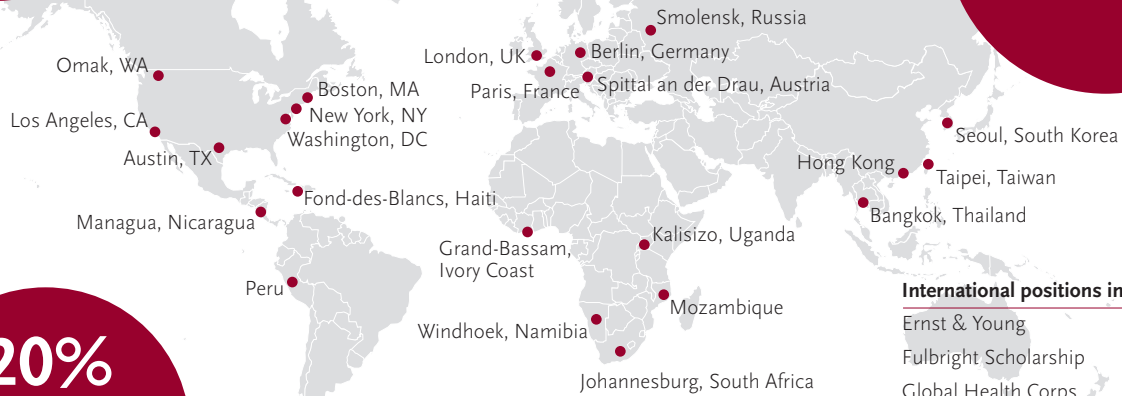 Smolensk, Russia
London, UK
Berlin, Germany
Omak, WA
Paris, France
Spittal an der Drau, Austria
Boston, MA
New York, NY
Los Angeles, CA
Washington, DC
Seoul, South Korea
Austin, TX
Hong Kong
Taipei, Taiwan
Fond-des-Blancs, Haiti
Bangkok, Thailand
Managua, Nicaragua
Kalisizo, Uganda
Grand-Bassam,
Ivory Coast
Peru
Mozambique
Windhoek, Namibia
Johannesburg, South Africa
20%
International positions in
Ernst & Young
Fulbright Scholarship
Global Health Corps